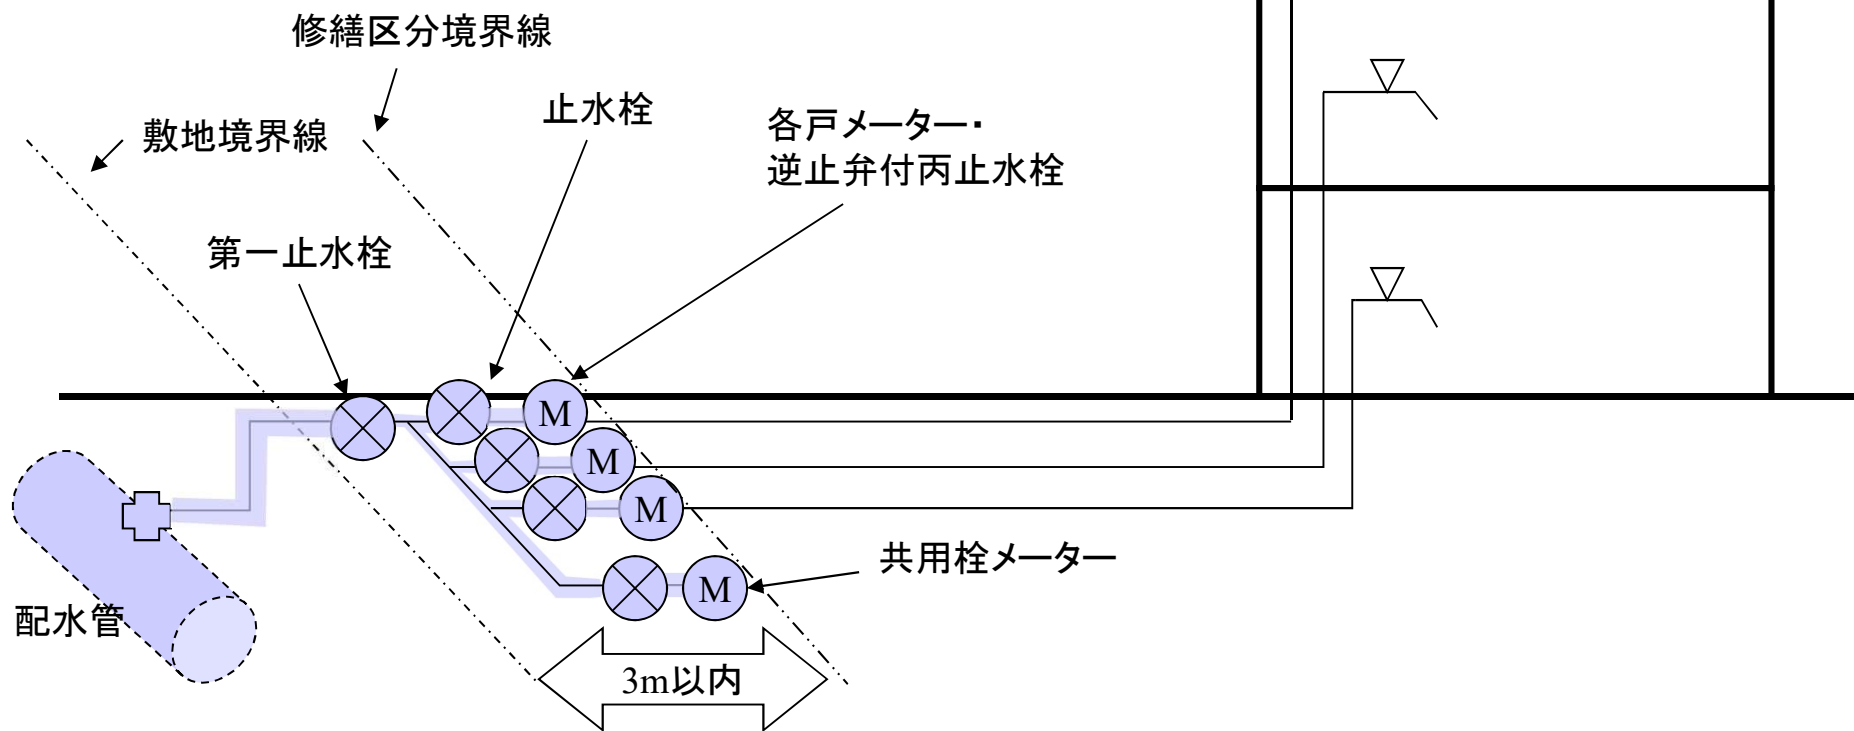 修繕区分境界線
敷地境界線
止水栓
各戸メーター・
逆止弁付丙止水栓
第一止水栓
M
M
M
共用栓メーター
M
配水管
3m以内